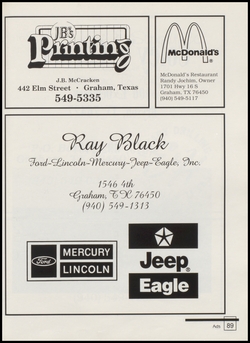 JB's
Printing
J.B. McCracken
442 Elm Street • Graham, Texas
549-5335
McDonald's
McDonald's Restaurant
Randy Jochim, Owner
1701 Hwy 16 S
Graham, TX 76450
(940) 549-5117
Ray Black
Ford-Lincoln-Mercury-Jeep-Eagle, Inc.
1546 4th
Graham, TX 76450
(940) 549-1313
Ford
MERCURY
LINCOLN
Jeep
Eagle
Ads 89